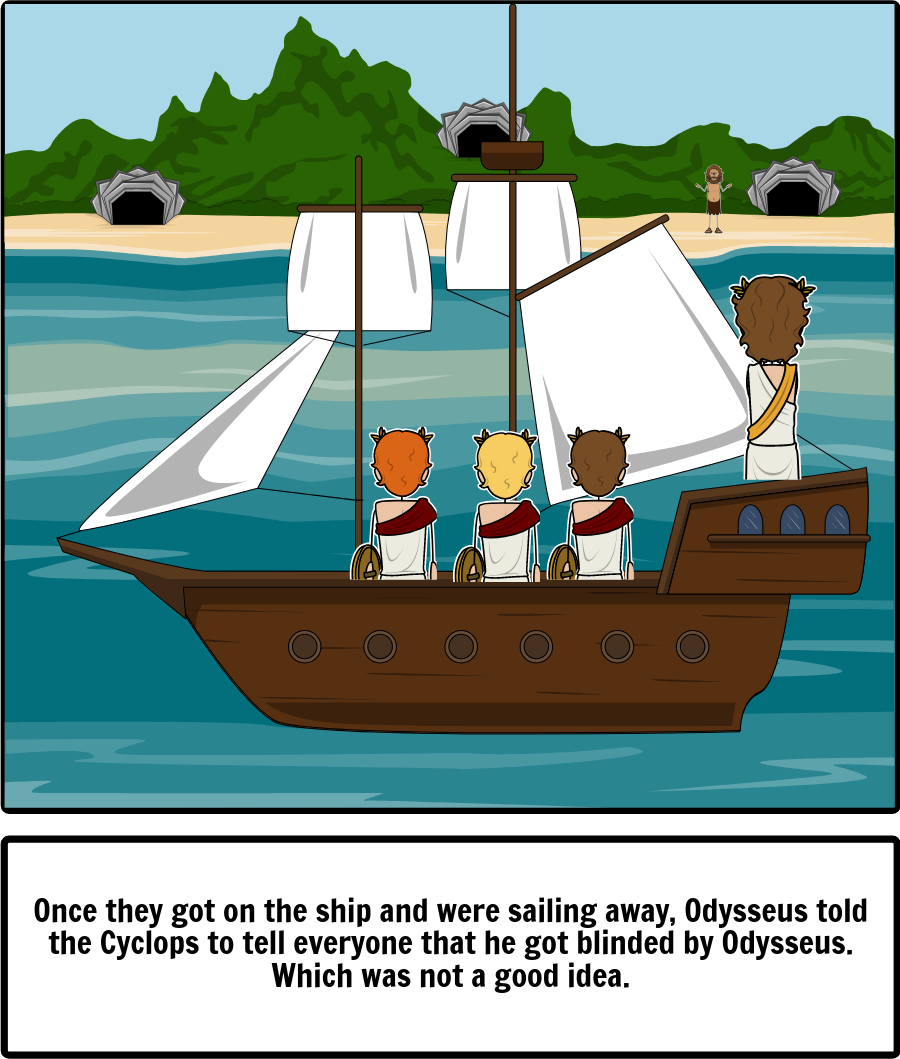 Once they got on the ship and were sailing away, Odysseus told
the Cyclops to tell everyone that he got blinded by Odysseus.
Which was not a good idea.